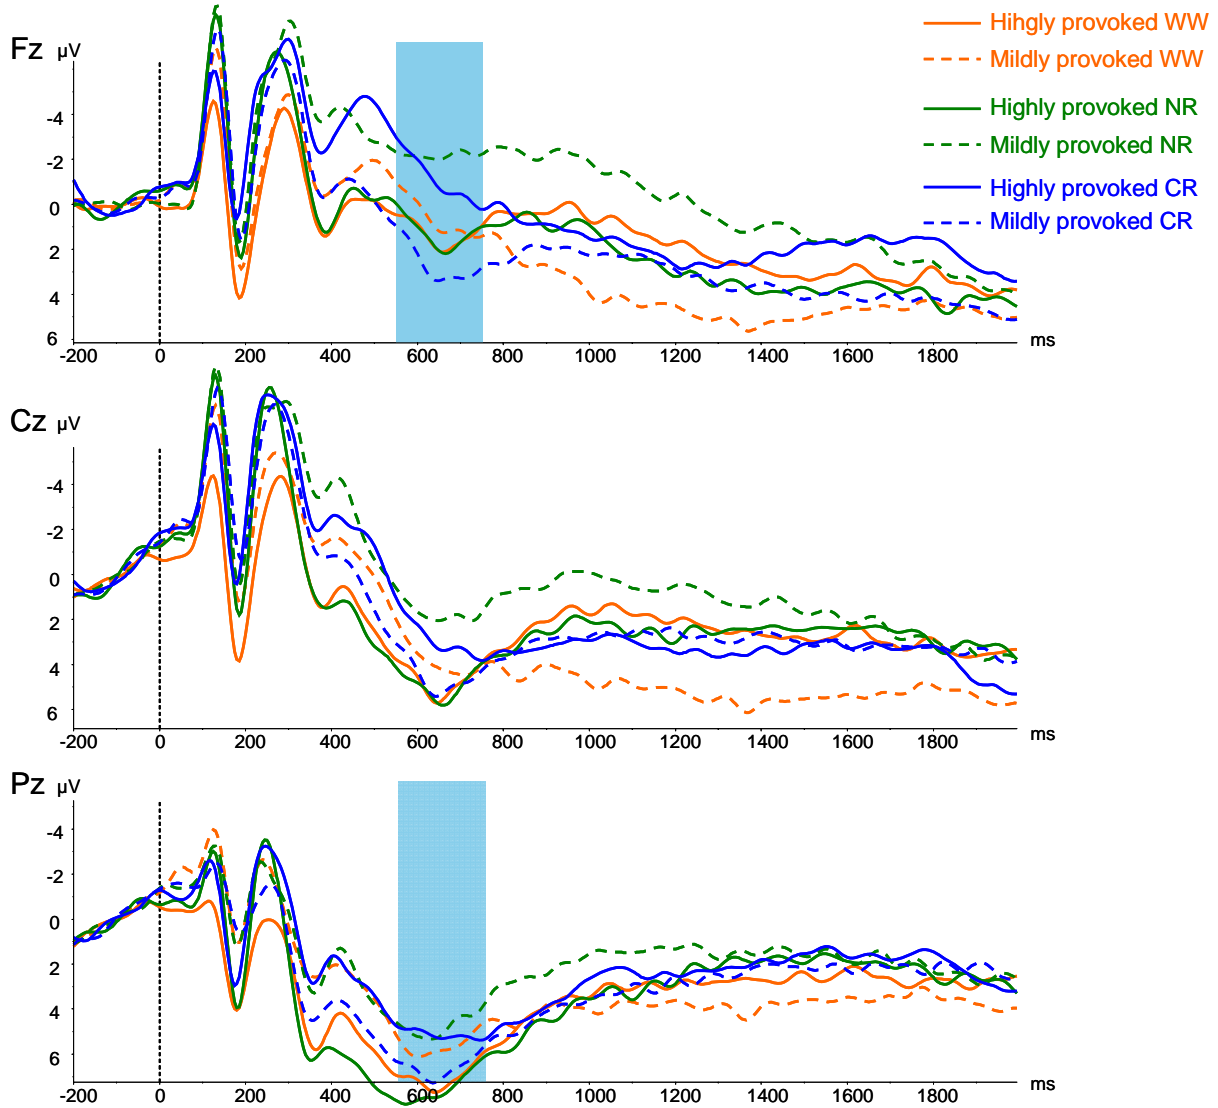 Fz µV
Hihgly provoked WW
Mildly provoked WW
Highly provoked NR
Mildly provoked NR
Highly provoked CR
Mildly provoked CR
-4
-2
0
2
4
6
-200 0 200 400 600 800 1000 1200 1400 1600 1800 ms
Cz µV
-4
-2
0
2
4
6
-200 0 200 400 600 800 1000 1200 1400 1600 1800 ms
Pz µV
-4
-2
0
2
4
6
-200 0 200 400 600 800 1000 1200 1400 1600 1800 ms